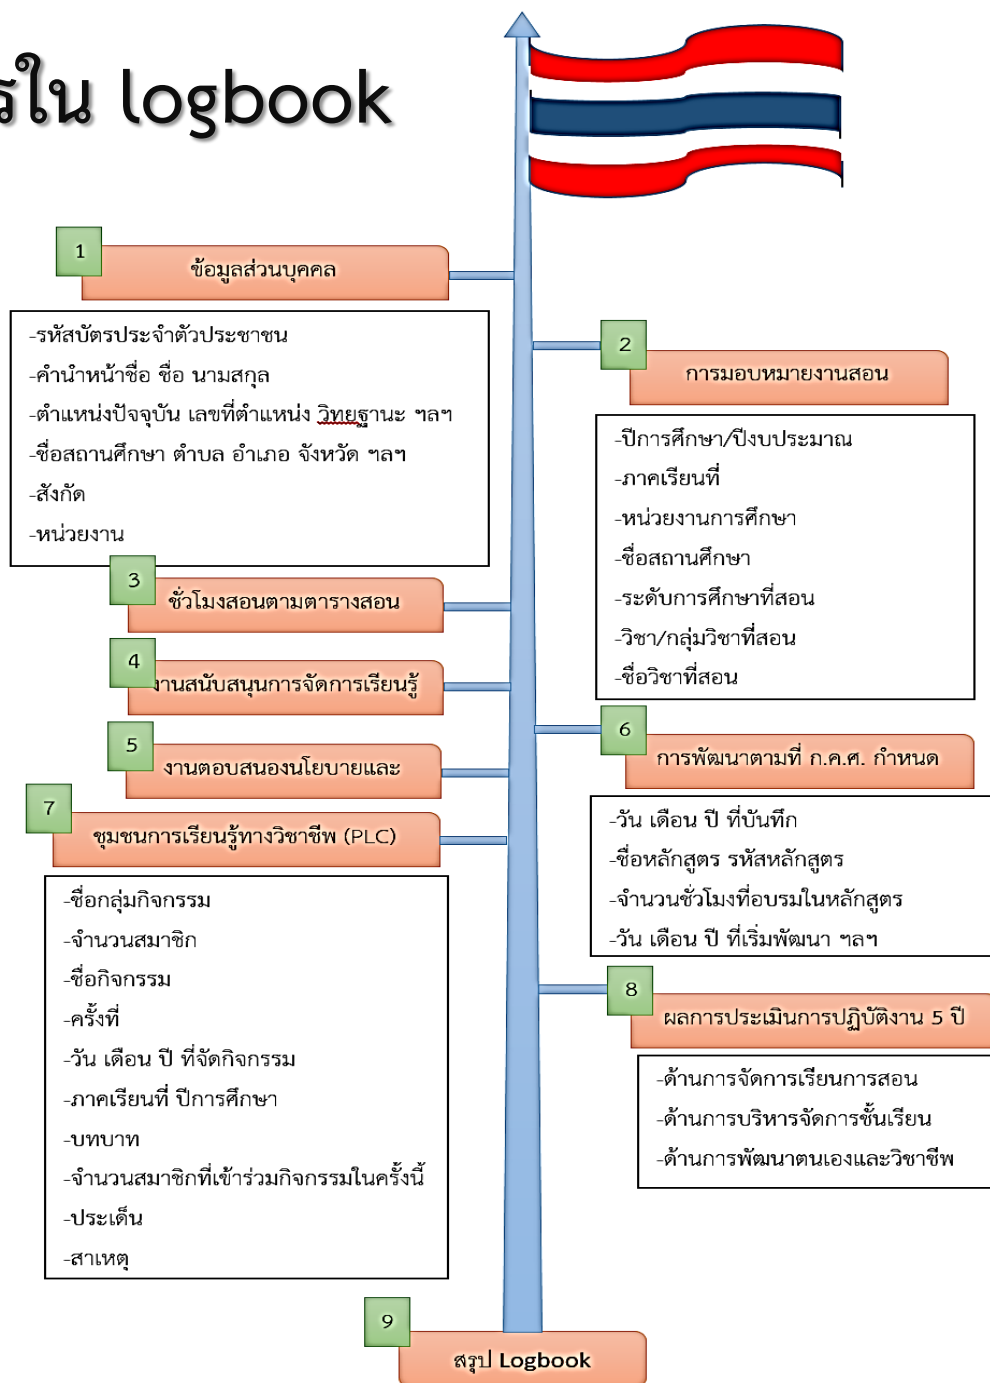 รใน logbook
1
ข้อมูลส่วนบุคคล
-รหัสบัตรประจำตัวประชาชน
-คำนำหน้าชื่อ ชื่อ นามสกุล
-ตำแหน่งปัจจุบัน เลขที่ตำแหน่ง วิทยฐานะ ฯลฯ
-ชื่อสถานศึกษา ตำบล อำเภอ จังหวัด ฯลฯ
-สังกัด
-หน่วยงาน
2
การมอบหมายงานสอน
-ปีการศึกษา/ปีงบประมาณ
-ภาคเรียนที่
-หน่วยงานการศึกษา
-ชื่อสถานศึกษา
-ระดับการศึกษาที่สอน
-วิชา/กลุ่มวิชาที่สอน
-ชื่อวิชาที่สอน
3
ชั่วโมงสอนตามตารางสอน
4
งานสนับสนุนการจัดการเรียนรู้
5
งานตอบสนองนโยบายและ
6
การพัฒนาตามที่ ก.ค.ศ. กำหนด
-วัน เดือน ปี ที่บันทึก
-ชื่อหลักสูตร รหัสหลักสูตร
-จำนวนชั่วโมงที่อบรมในหลักสูตร
-วัน เดือน ปี ที่เริ่มพัฒนา ฯลฯ
7
ชุมชนการเรียนรู้ทางวิชาชีพ (PLC)
-ชื่อกลุ่มกิจกรรม
-จำนวนสมาชิก
-ชื่อกิจกรรม
-ครั้งที่
-วัน เดือน ปี ที่จัดกิจกรรม
-ภาคเรียนที่ ปีการศึกษา
-บทบาท
-จำนวนสมาชิกที่เข้าร่วมกิจกรรมในครั้งนี้
-ประเด็น
-สาเหตุ
8
ผลการประเมินการปฏิบัติงาน 5 ปี
-ด้านการจัดการเรียนการสอน
-ด้านการบริหารจัดการชั้นเรียน
-ด้านการพัฒนาตนเองและวิชาชีพ
9
สรุป Logbook